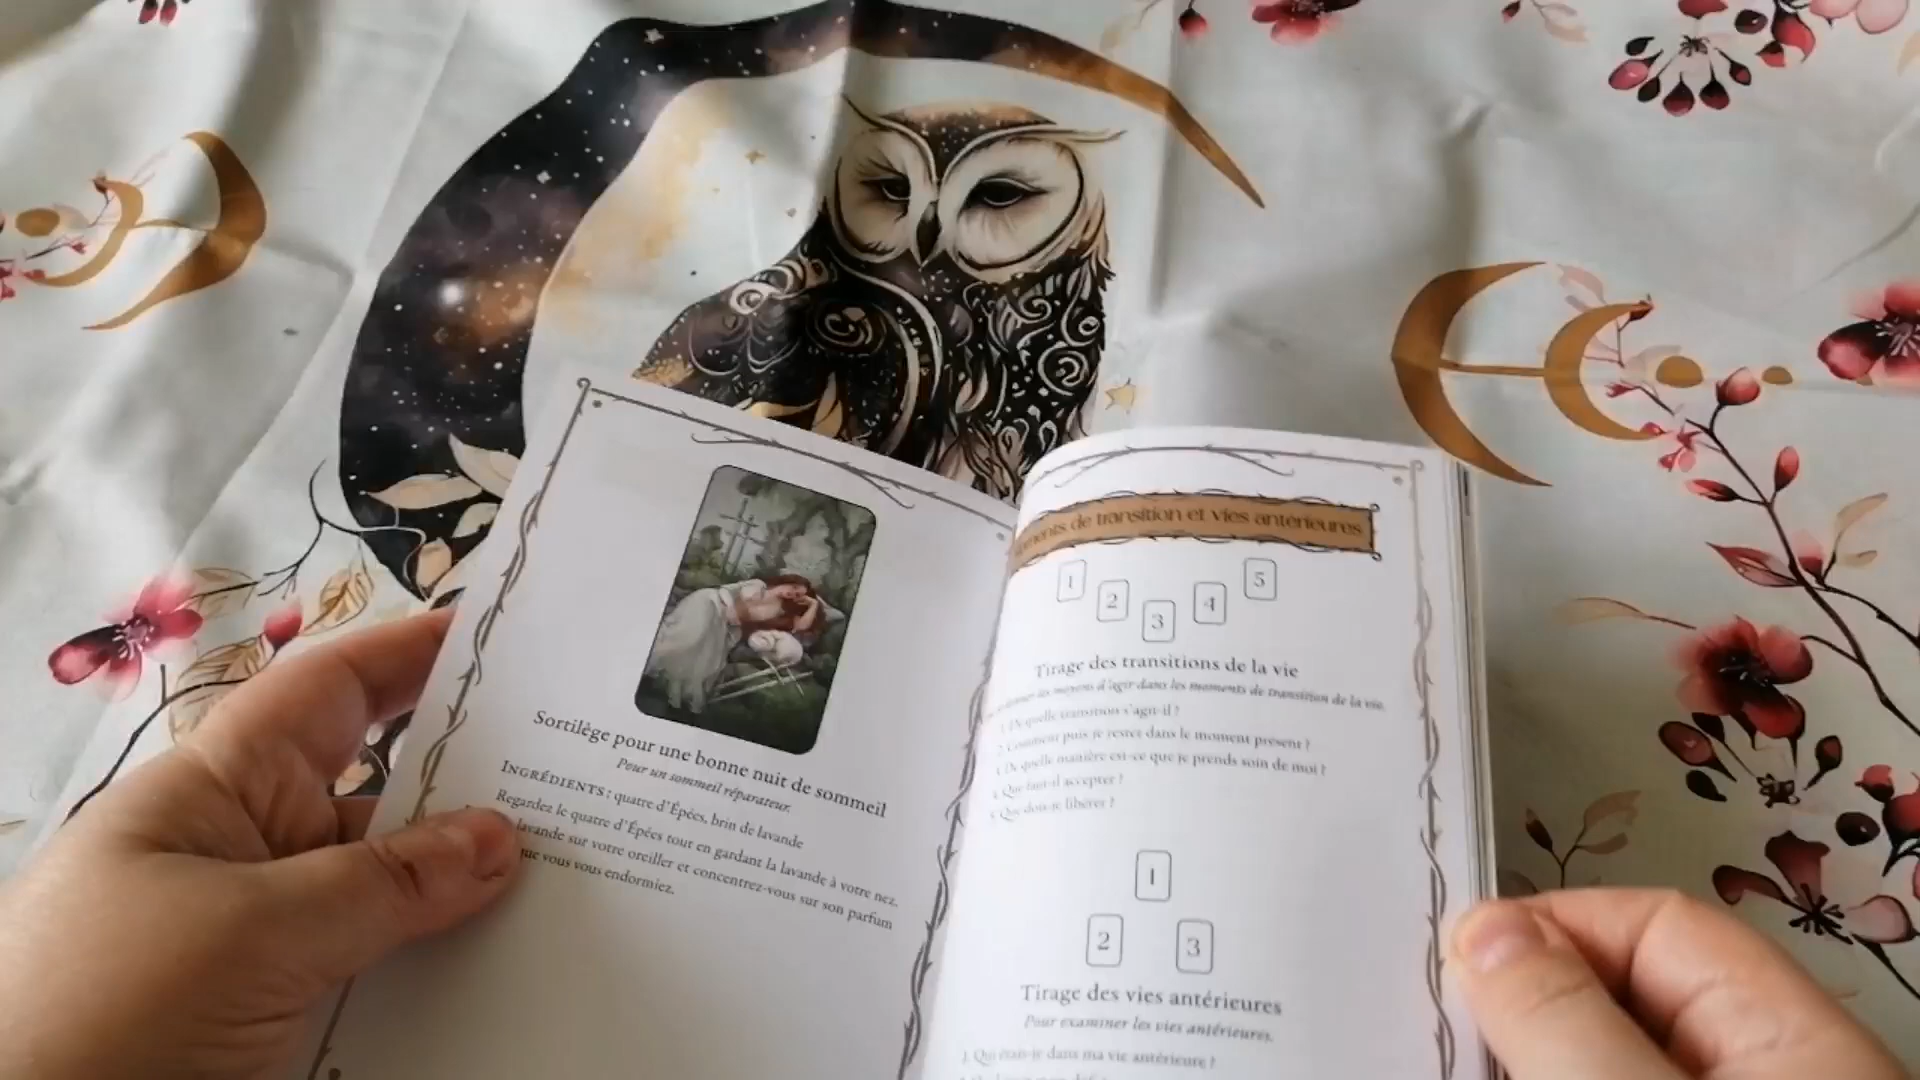 Sortilège pour une bonne nuit de sommeil
Pour un sommeil réparateur.
INGRÉDIENTS : quatre d'Épées, brin de lavande
Regardez le quatre d'Épées tout en gardant la lavande à votre nez.
lavande sur votre oreiller et concentrez-vous sur son parfum
que vous vous endormiez.
de transition et vies antérieures
1
2
3
4
5
Tirage des transitions de la vie
les moyens d'agir dans les moments de transition de la vie.
1. De quelle transition s'agit-il ?
2. Comment puis-je rester dans le moment présent ?
3. De quelle manière est-ce que je prends soin de moi ?
4. Que faut-il accepter ?
5. Que dois-je libérer ?
1
2
3
Tirage des vies antérieures
Pour examiner les vies antérieures.
1. Qui étais-je dans ma vie antérieure ?